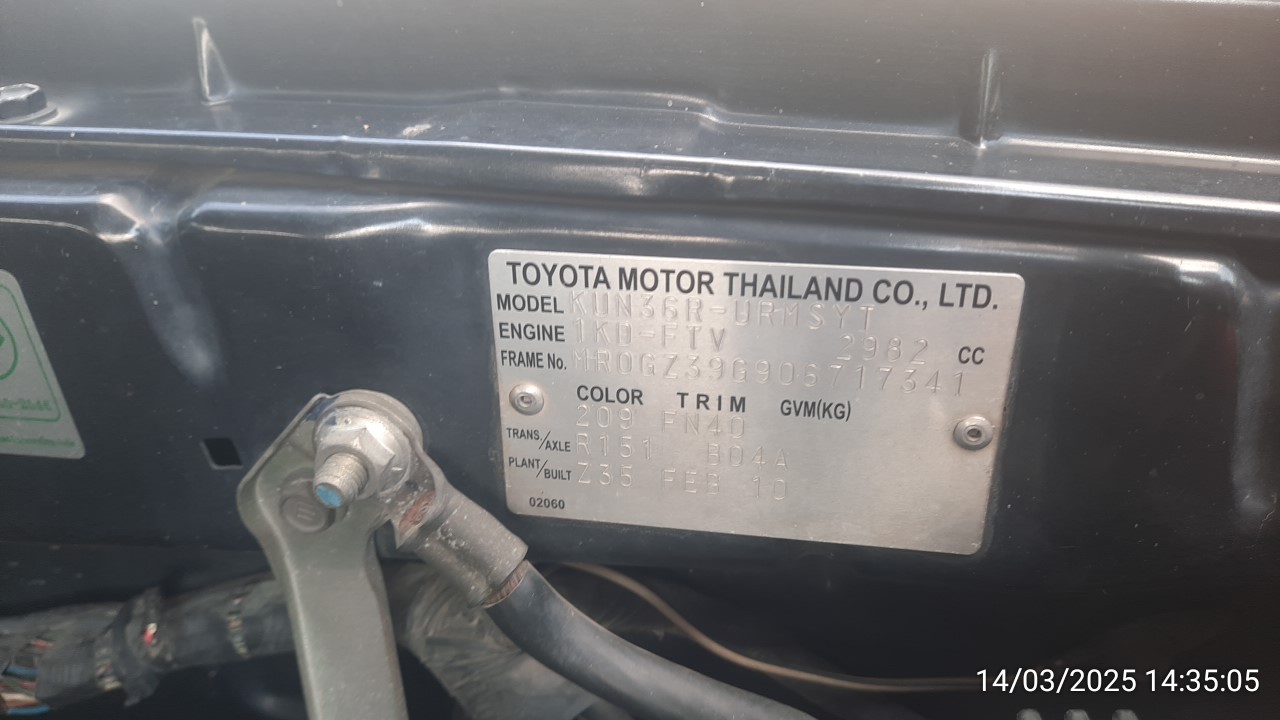 TOYOTA MOTOR THAILAND CO., LTD.
MODEL KUN36R-URMSYT
ENGINE 1KD-FTV 2982 CC
FRAME No. MR0GZ39G906717341
COLOR TRIM GVM(KG)
209 FN40
TRANS./AXLE R151 B04A
PLANT/BUILT Z35 FEB 10
02060
14/03/2025 14:35:05